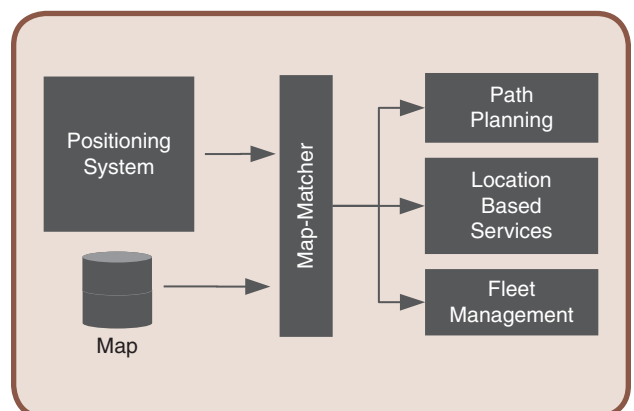 Positioning
System
Map
Map-Matcher
Path
Planning
Location
Based
Services
Fleet
Management